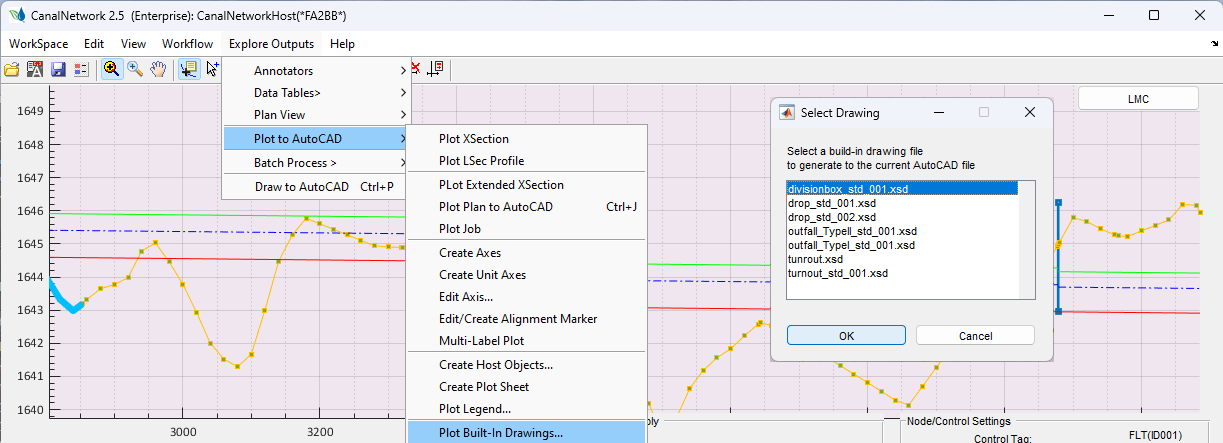 CanalNetwork 2.5 (Enterprise): CanalNetworkHost(*FA2BB*)
WorkSpace Edit View Workflow Explore Outputs Help
Annotators
Data Tables>
Plan View
Plot to AutoCAD
Batch Process >
Draw to AutoCAD Ctrl+P
Plot XSection
Plot LSec Profile
PLot Extended XSection
Plot Plan to AutoCAD Ctrl+J
Plot Job
Create Axes
Create Unit Axes
Edit Axis...
Edit/Create Alignment Marker
Multi-Label Plot
Create Host Objects...
Create Plot Sheet
Plot Legend...
Plot Built-In Drawings...
Select Drawing
Select a build-in drawing file
to generate to the current AutoCAD file
divisionbox_std_001.xsd
drop_std_001.xsd
drop_std_002.xsd
outfall_TypeII_std_001.xsd
outfall_TypeI_std_001.xsd
tunrout.xsd
turnout_std_001.xsd
OK Cancel
LMC
1649
1648
1647
1646
1645
1644
1643
1642
1641
1640
3000 3200
Node/Control Settings
Control Tag: FLT(ID001)